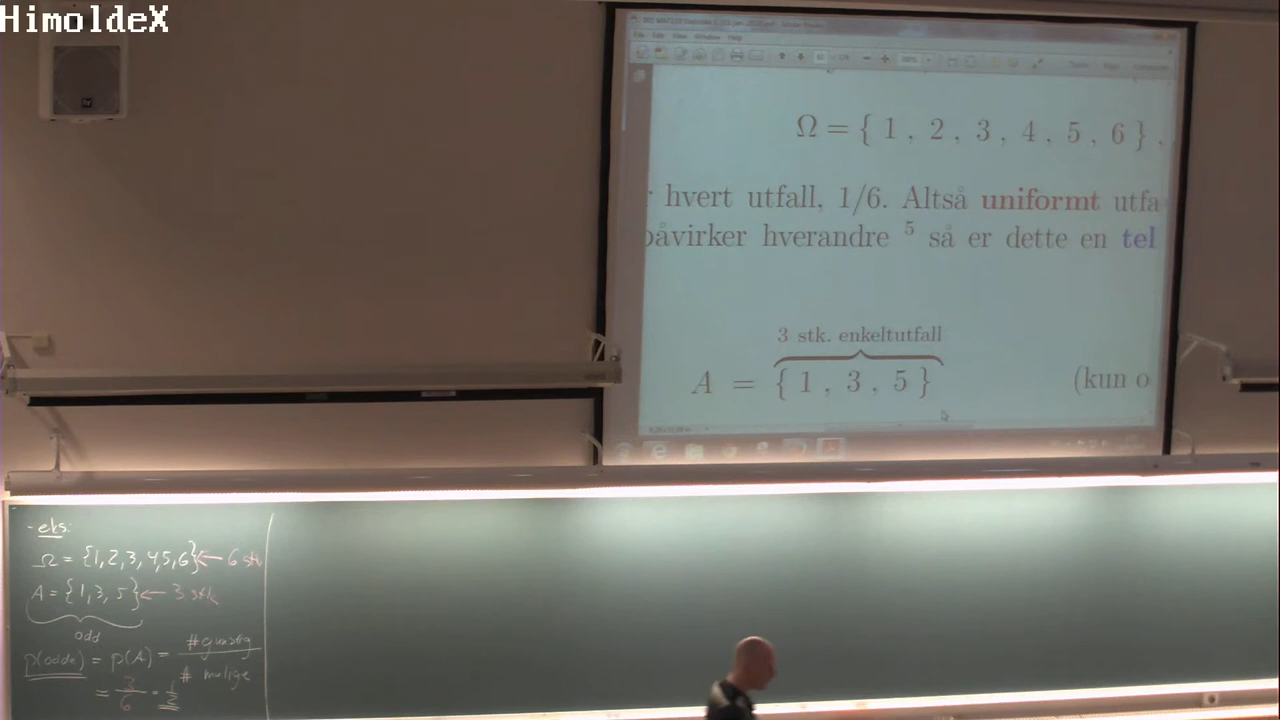 HimoldeX
Ω = { 1 , 2 , 3 , 4 , 5 , 6 } ,
hvert utfall, 1/6. Altså uniformt utfa
påvirker hverandre 5 så er dette en tel
3 stk. enkeltutfall
A = { 1 , 3 , 5 } (kun o
- eks:
Ω = {1,2,3,4,5,6} ← 6 stk
A = {1,3,5} ← 3 stk
odd
p(odde) = p(A) = # gunstig / # mulige
= 3/6 = 1/2